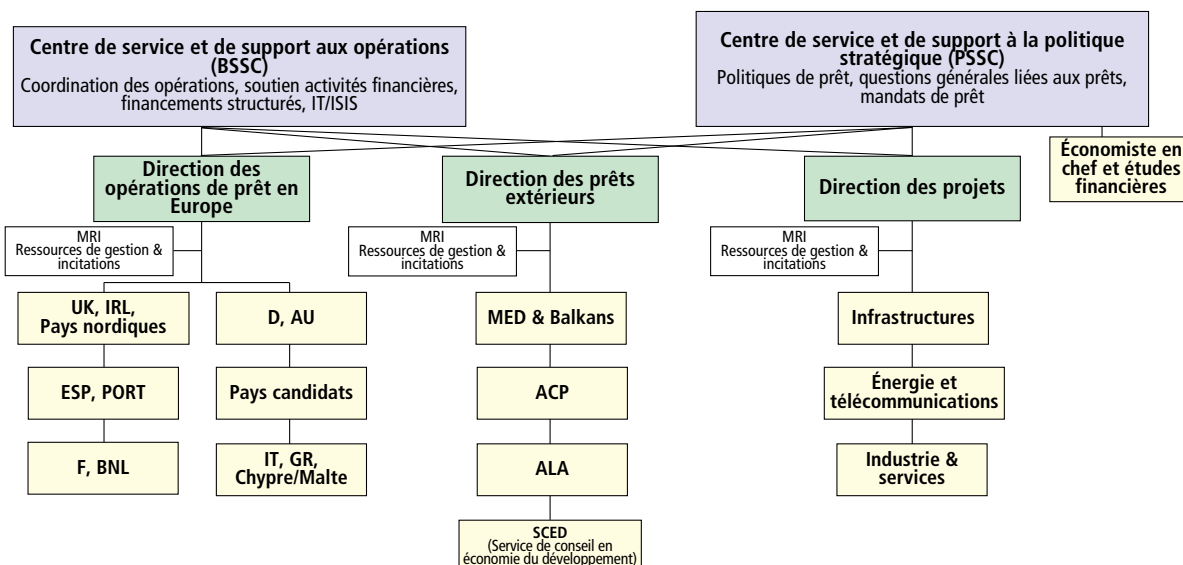 Centre de service et de support aux opérations
(BSSC)
Coordination des opérations, soutien activités financières,
financements structurés, IT/ISIS
Centre de service et de support à la politique
stratégique (PSSC)
Politiques de prêt, questions générales liées aux prêts,
mandats de prêt
Économiste en
chef et études
financières
Direction des
opérations de prêt en
Europe
Direction des prêts
extérieurs
Direction des projets
MRI
Ressources de gestion &
incitations
MRI
Ressources de gestion &
incitations
MRI
Ressources de gestion &
incitations
UK, IRL,
Pays nordiques
D, AU
MED & Balkans
Infrastructures
ESP, PORT
Pays candidats
ACP
Énergie et
télécommunications
F, BNL
IT, GR,
Chypre/Malte
ALA
Industrie &
services
SCED
(Service de conseil en
économie du développement)